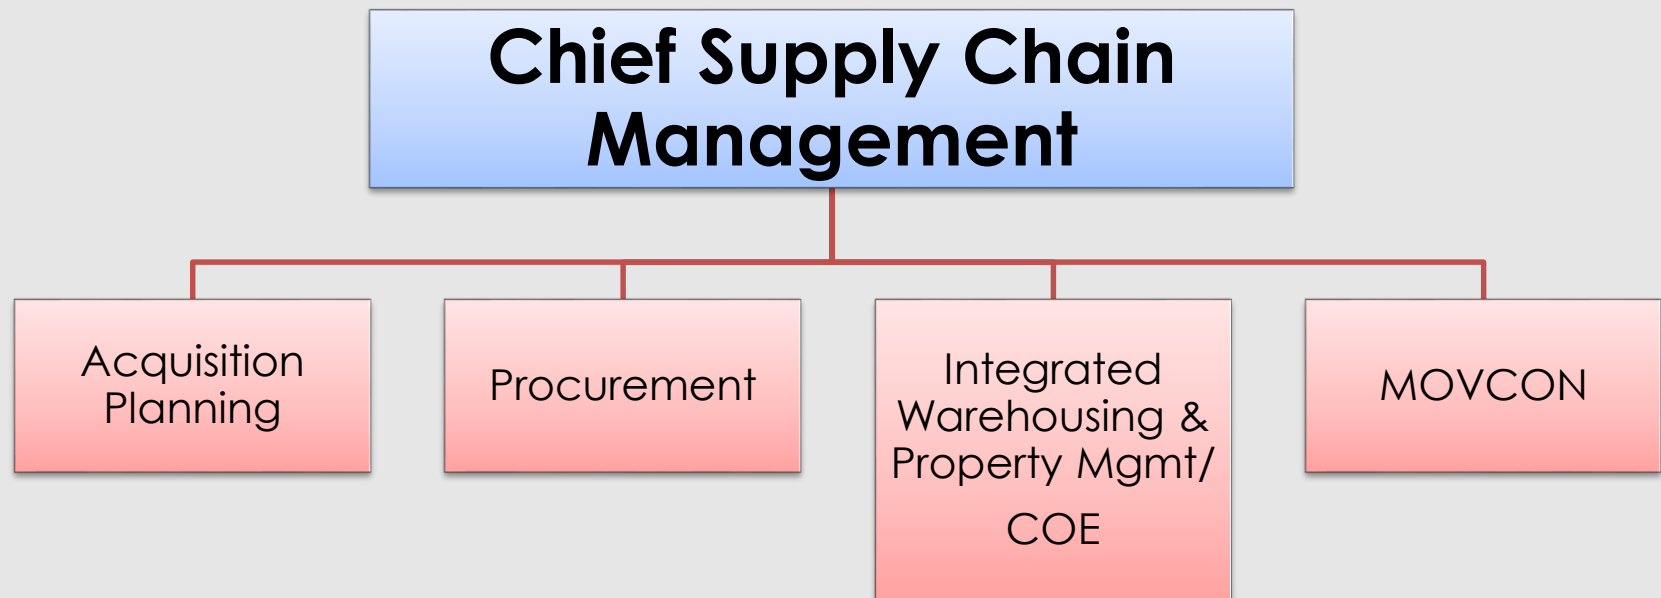 Chief Supply Chain
Management
Acquisition
Planning
Procurement
Integrated
Warehousing &
Property Mgmt/
COE
MOVCON